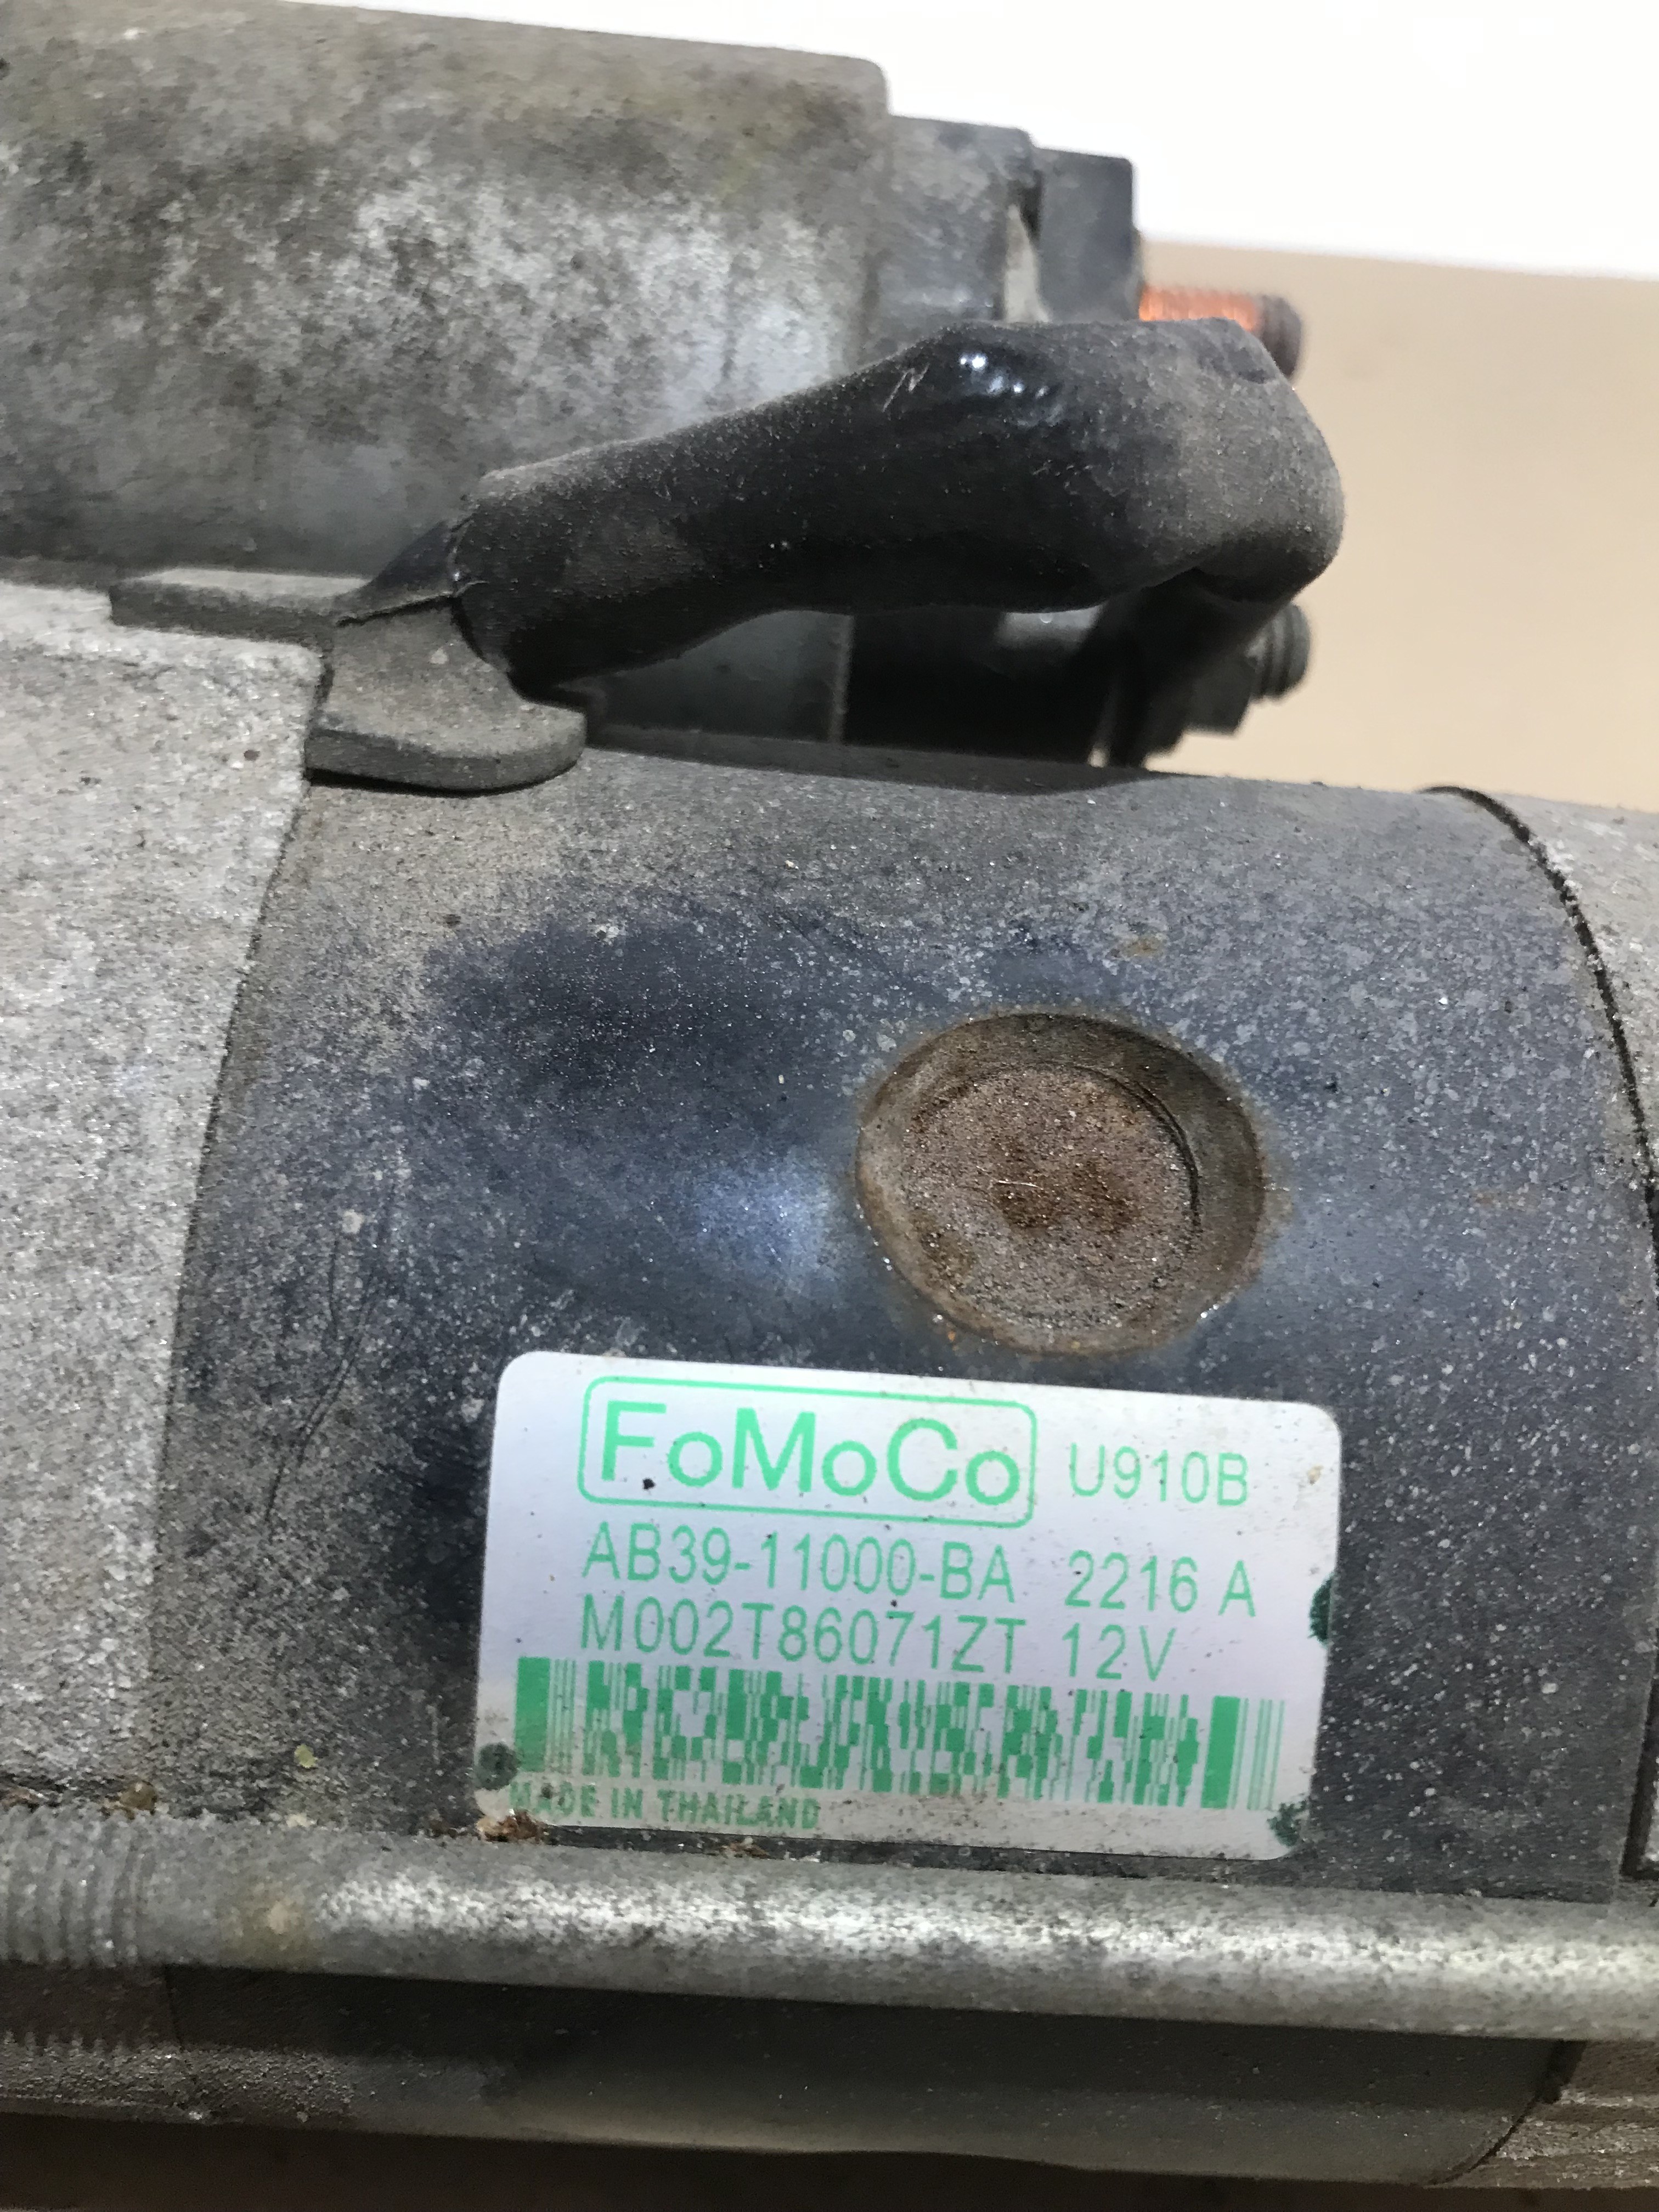 FoMoCo U910B
AB39-11000-BA 2216 A
M002T86071ZT 12V
MADE IN THAILAND